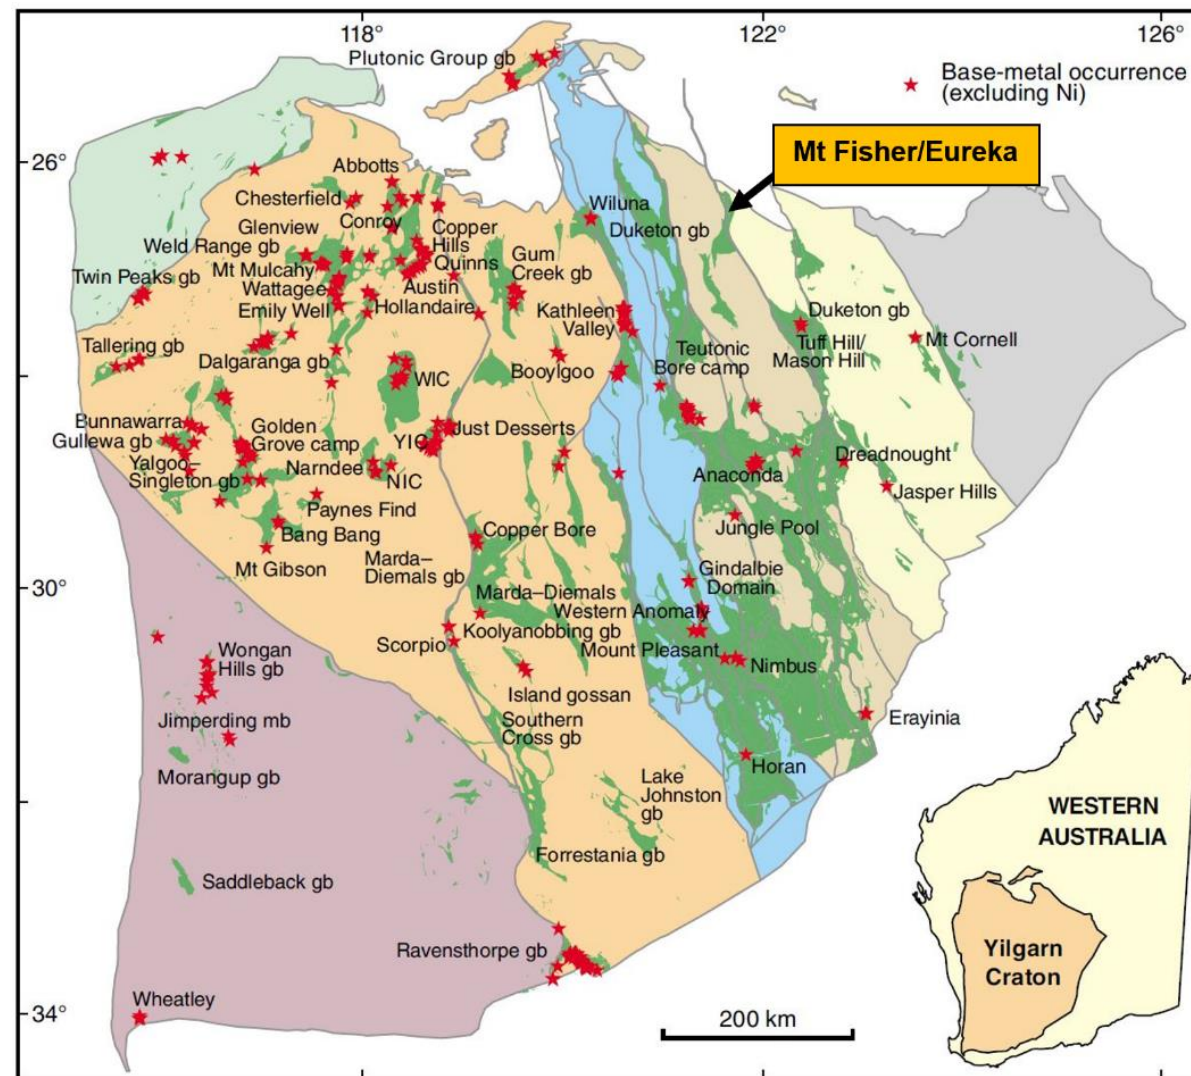 118°
122°
126°
26°
30°
34°
Base-metal occurrence
(excluding Ni)
Mt Fisher/Eureka
Plutonic Group gb
Abbotts
Chesterfield
Conroy
Glenview
Weld Range gb
Copper
Hills
Quinns
Mt Mulcahy
Twin Peaks gb
Wattagee
Austin
Emily Well
Hollandaire
Gum
Creek gb
Wiluna
Duketon gb
Kathleen
Valley
Duketon gb
Tuff Hill/
Mason Hill
Mt Cornell
Tallering gb
Dalgaranga gb
WIC
Booylgoo
Teutonic
Bore camp
Bunnawarra
Gullewa gb
Golden
Grove camp
YIC
Just Desserts
Yalgoo–
Singleton gb
Narndee
NIC
Anaconda
Dreadnought
Jasper Hills
Paynes Find
Bang Bang
Mt Gibson
Copper Bore
Jungle Pool
Marda–
Diemals gb
Gindalbie
Domain
Marda–Diemals
Western Anomaly
Koolyanobbing gb
Scorpio
Mount Pleasant
Nimbus
Wongan
Hills gb
Island gossan
Jimperding mb
Southern
Cross gb
Erayinia
Morangup gb
Horan
Lake
Johnston
gb
Forrestania gb
Saddleback gb
Ravensthorpe gb
Wheatley
200 km
WESTERN
AUSTRALIA
Yilgarn
Craton